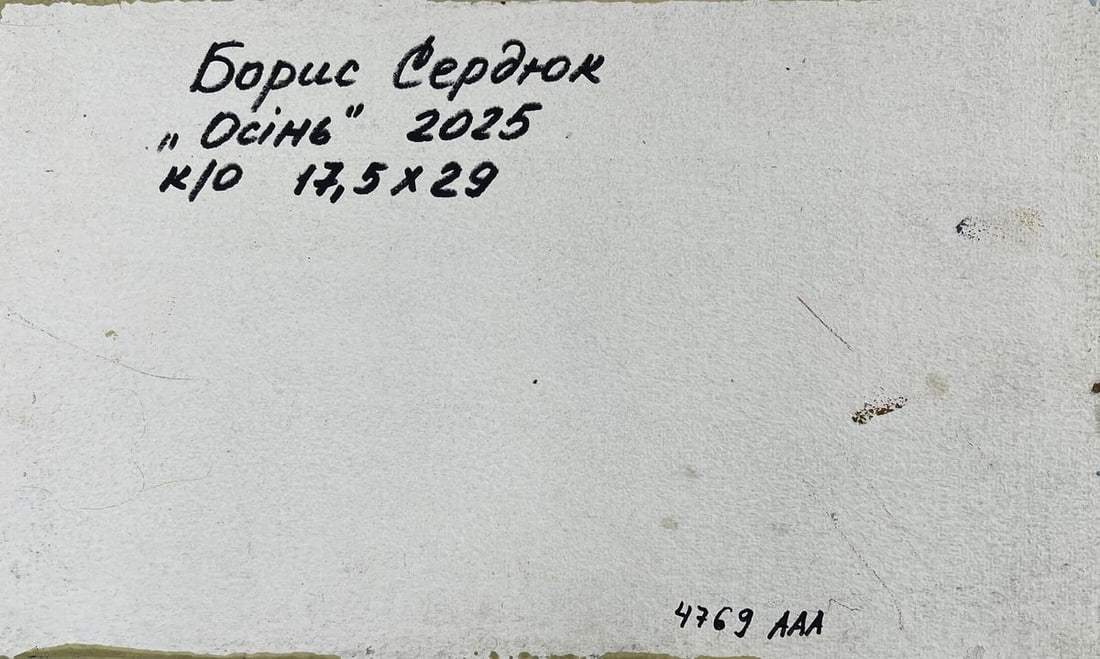 Борис Сердюк
„Осінь" 2025
к/о 17,5 х 29
4769 ААА